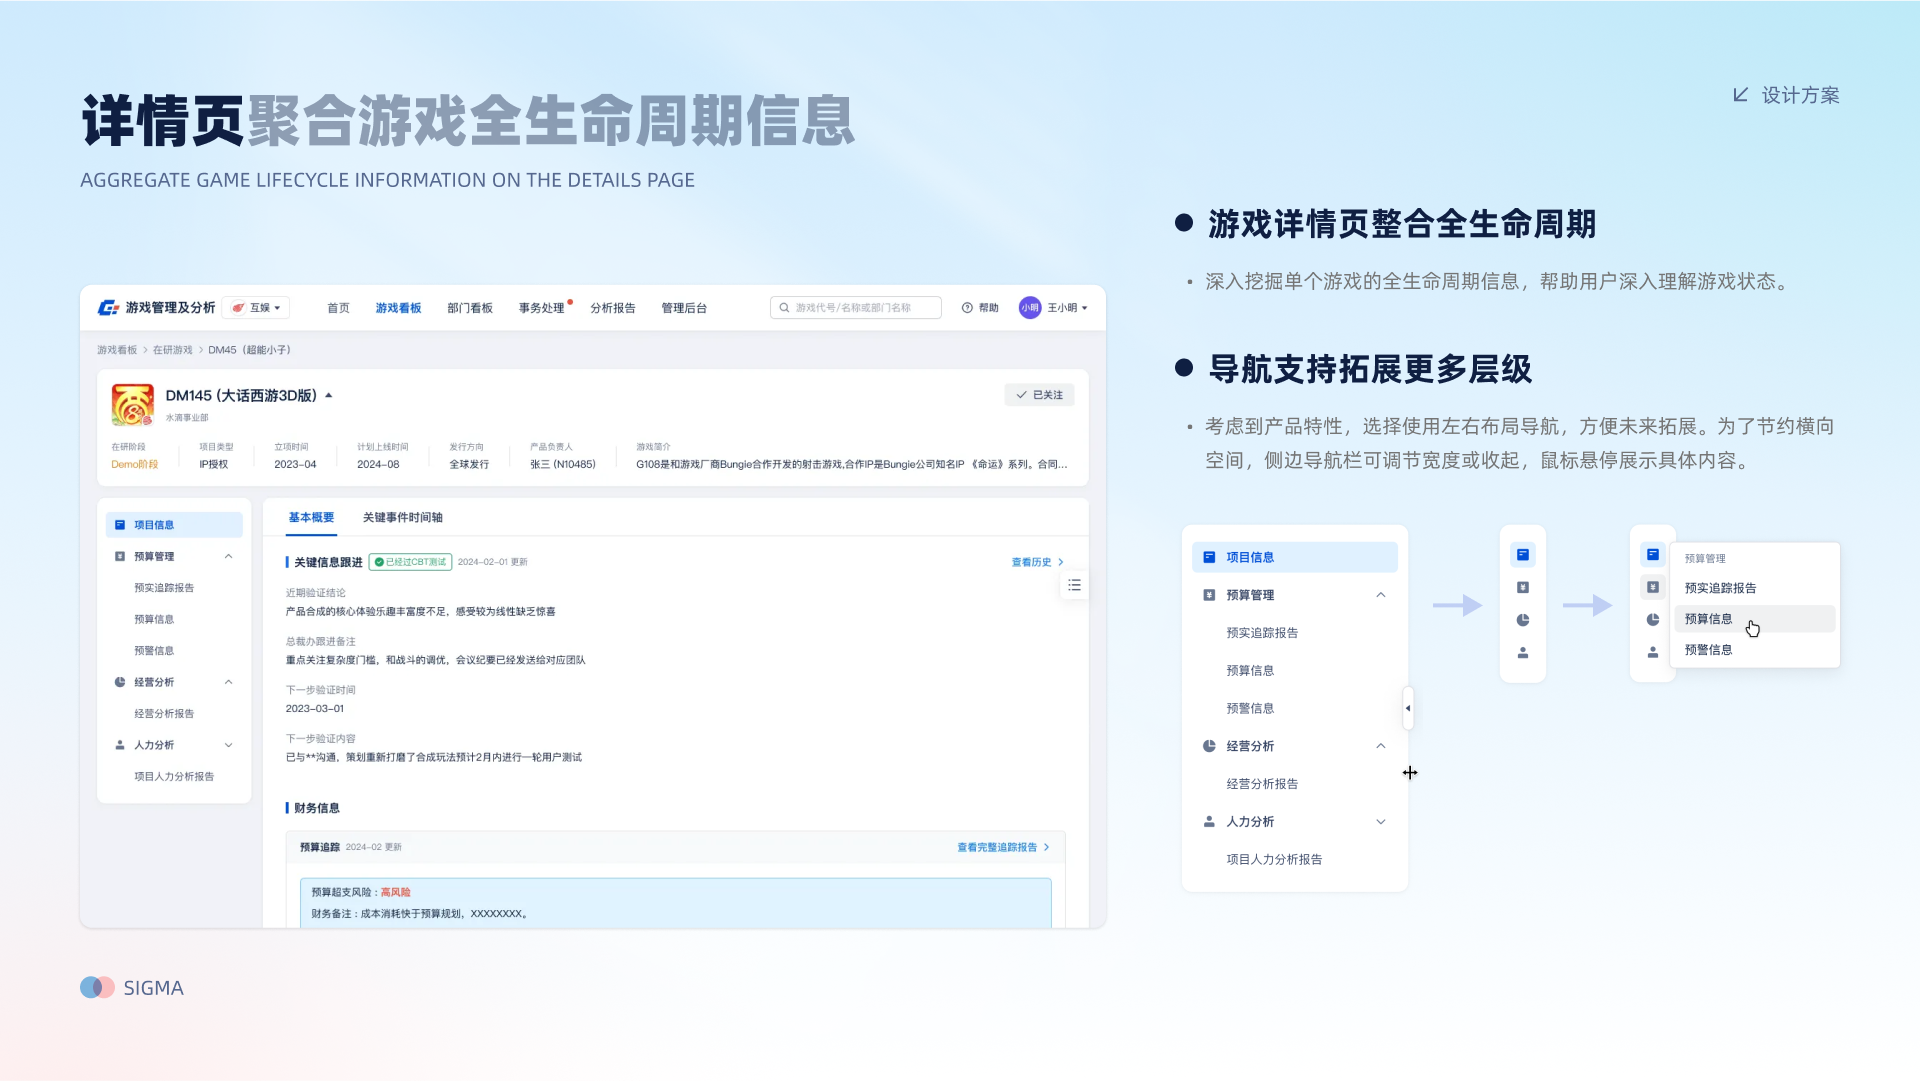 详情页聚合游戏全生命周期信息
AGGREGATE GAME LIFECYCLE INFORMATION ON THE DETAILS PAGE
设计方案
游戏管理及分析 互娱 首页 游戏看板 部门看板 事务处理 分析报告 管理后台 游戏代号/名称或部门名称 帮助 小明 王小明
游戏看板 > 在研游戏 > DM45（超能小子）
DM145 (大话西游3D版)
已关注
水滴事业部
在研阶段 项目类型 立项时间 计划上线时间 发行方向 产品负责人 游戏简介
Demo阶段 IP授权 2023-04 2024-08 全球发行 张三 (N10485) G108是和游戏厂商Bungie合作开发的射击游戏,合作IP是Bungie公司知名IP 《命运》系列。合同...
项目信息
预算管理
预实追踪报告
预算信息
预警信息
经营分析
经营分析报告
人力分析
项目人力分析报告
基本概要 关键事件时间轴
关键信息跟进 已经过CBT测试 2024-02-01 更新 查看历史
近期验证结论
产品合成的核心体验乐趣丰富度不足，感受较为线性缺乏惊喜
总裁办跟进备注
重点关注复杂度门槛，和战斗的调优，会议纪要已经发送给对应团队
下一步验证时间
2023-03-01
下一步验证内容
已与**沟通，策划重新打磨了合成玩法预计2月内进行一轮用户测试
财务信息
预算追踪 2024-02 更新 查看完整追踪报告
预算超支风险：高风险
财务备注：成本消耗快于预算规划，XXXXXXXX。
游戏详情页整合全生命周期
深入挖掘单个游戏的全生命周期信息，帮助用户深入理解游戏状态。
导航支持拓展更多层级
考虑到产品特性，选择使用左右布局导航，方便未来拓展。为了节约横向
空间，侧边导航栏可调节宽度或收起，鼠标悬停展示具体内容。
项目信息
预算管理
预实追踪报告
预算信息
预警信息
经营分析
经营分析报告
人力分析
项目人力分析报告
预算管理
预实追踪报告
预算信息
预警信息
SIGMA